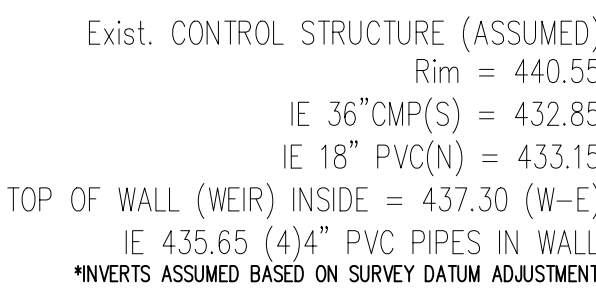 Exist. CONTROL STRUCTURE (ASSUMED)
Rim = 440.55
IE 36"CMP(S) = 432.85
IE 18" PVC(N) = 433.15
TOP OF WALL (WEIR) INSIDE = 437.30 (W-E)
IE 435.65 (4)4" PVC PIPES IN WALL
*INVERTS ASSUMED BASED ON SURVEY DATUM ADJUSTMENT